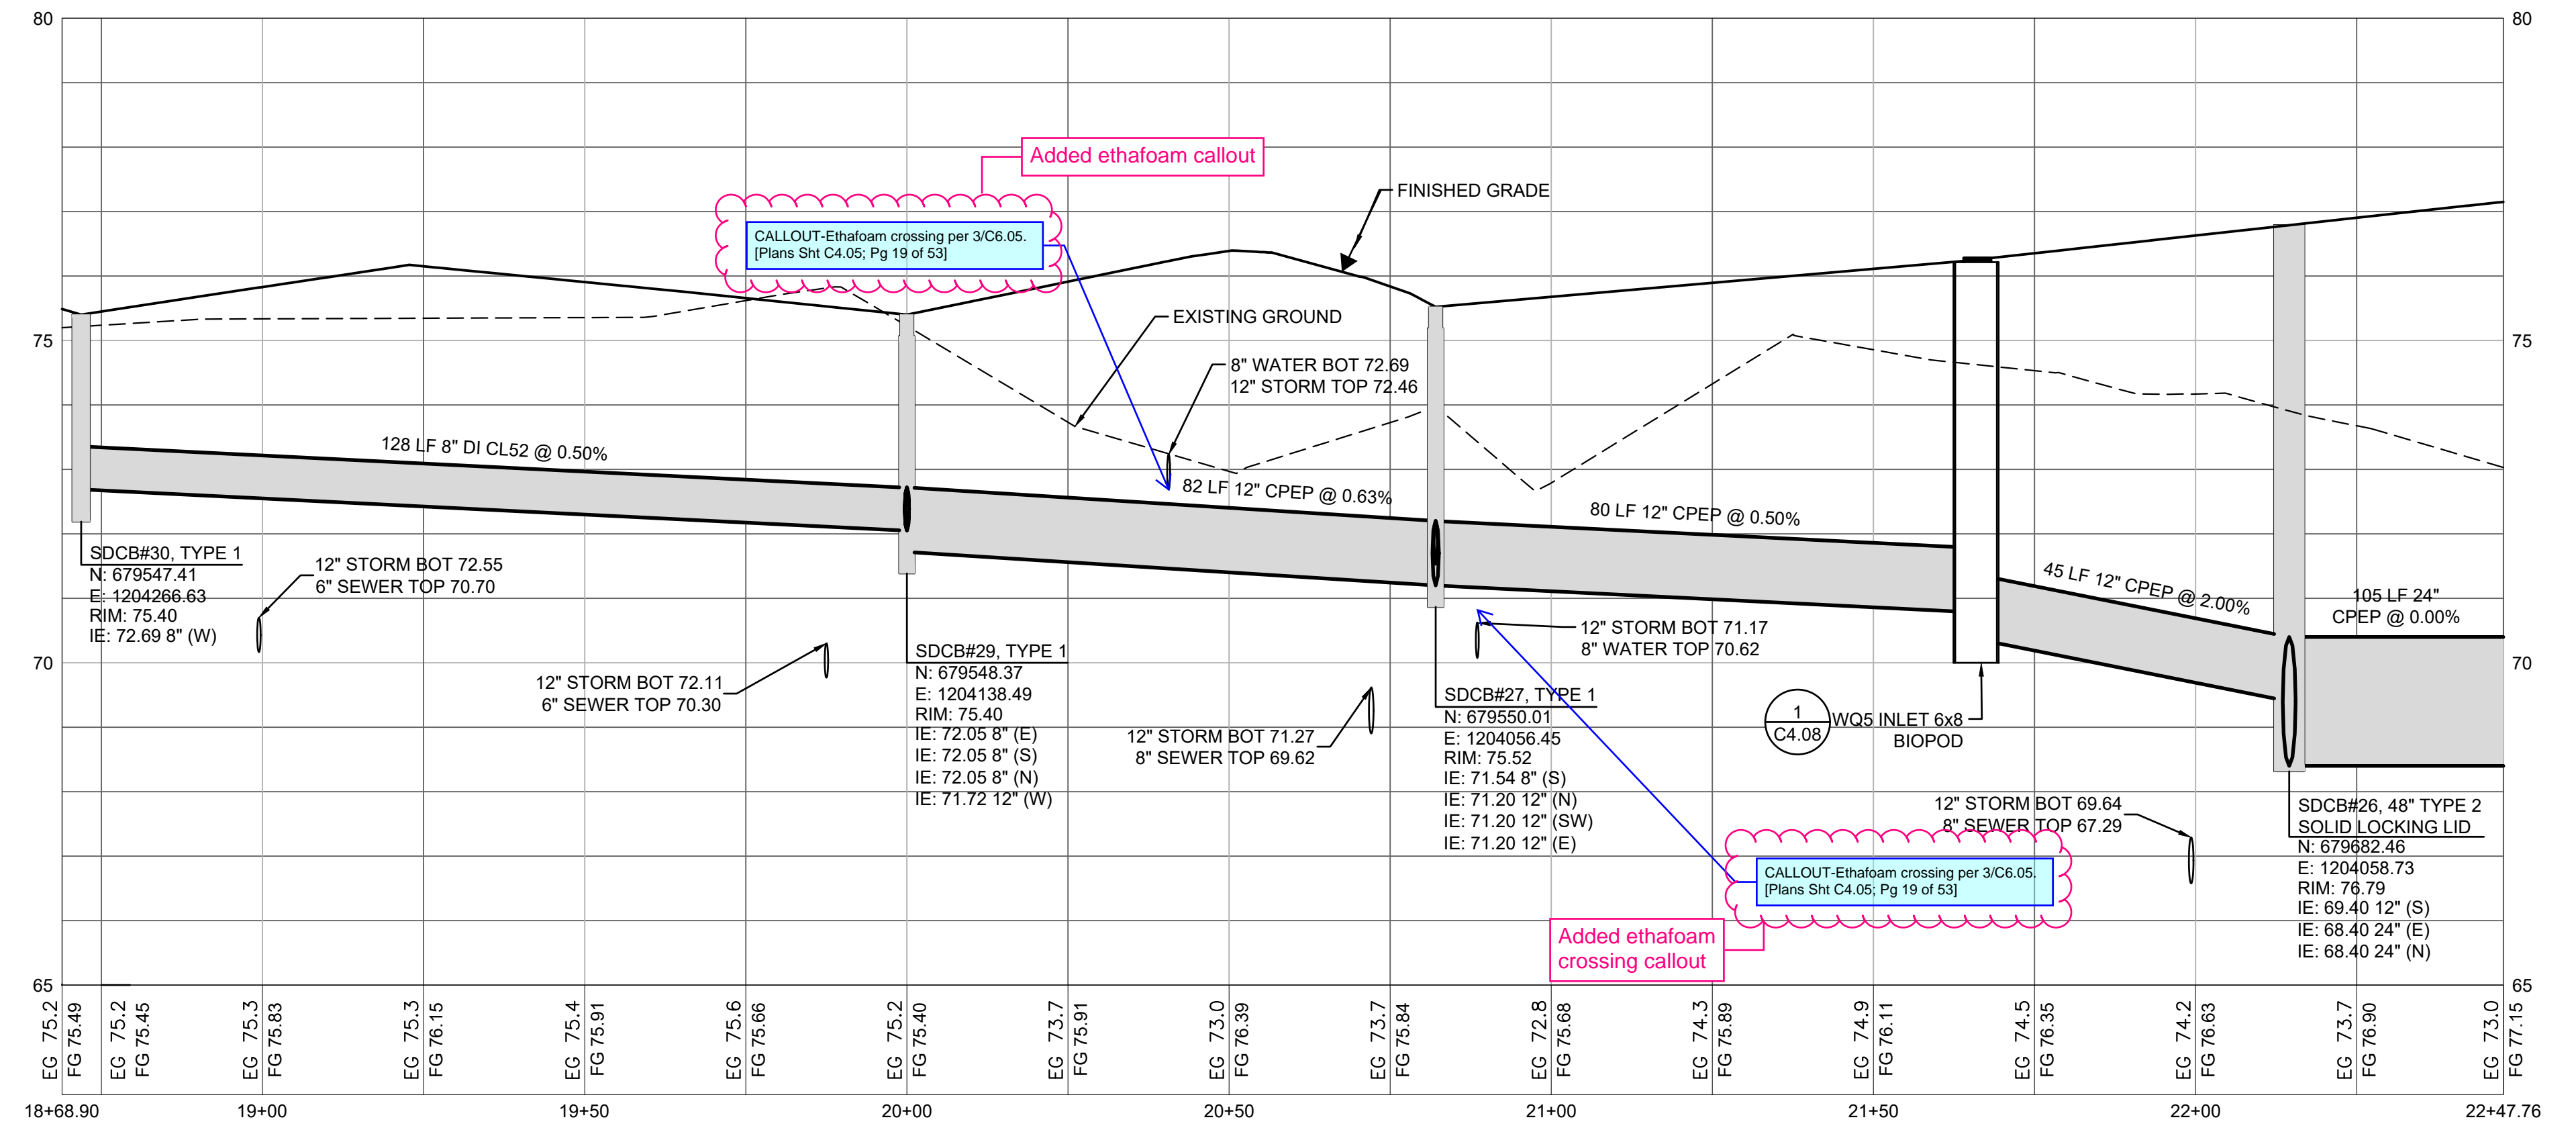 80
80
Added ethafoam callout
FINISHED GRADE
CALLOUT-Ethafoam crossing per 3/C6.05.
[Plans Sht C4.05; Pg 19 of 53]
EXISTING GROUND
75
75
8" WATER BOT 72.69
12" STORM TOP 72.46
128 LF 8" DI CL52 @ 0.50%
82 LF 12" CPEP @ 0.63%
80 LF 12" CPEP @ 0.50%
45 LF 12" CPEP @ 2.00%
105 LF 24"
CPEP @ 0.00%
SDCB#30, TYPE 1
N: 679547.41
E: 1204266.63
RIM: 75.40
IE: 72.69 8" (W)
12" STORM BOT 72.55
6" SEWER TOP 70.70
12" STORM BOT 72.11
6" SEWER TOP 70.30
SDCB#29, TYPE 1
N: 679548.37
E: 1204138.49
RIM: 75.40
IE: 72.05 8" (E)
IE: 72.05 8" (S)
IE: 72.05 8" (N)
IE: 71.72 12" (W)
12" STORM BOT 71.27
8" SEWER TOP 69.62
12" STORM BOT 71.17
8" WATER TOP 70.62
SDCB#27, TYPE 1
N: 679550.01
E: 1204056.45
RIM: 75.52
IE: 71.54 8" (S)
IE: 71.20 12" (N)
IE: 71.20 12" (SW)
IE: 71.20 12" (E)
70
70
1
C4.08
WQ5 INLET 6x8
BIOPOD
12" STORM BOT 69.64
8" SEWER TOP 67.29
CALLOUT-Ethafoam crossing per 3/C6.05.
[Plans Sht C4.05; Pg 19 of 53]
Added ethafoam
crossing callout
SDCB#26, 48" TYPE 2
SOLID LOCKING LID
N: 679682.46
E: 1204058.73
RIM: 76.79
IE: 69.40 12" (S)
IE: 68.40 24" (E)
IE: 68.40 24" (N)
65
65
EG 75.2
FG 75.49
EG 75.2
FG 75.45
EG 75.3
FG 75.83
EG 75.3
FG 76.15
EG 75.4
FG 75.91
EG 75.6
FG 75.66
EG 75.2
FG 75.40
EG 73.7
FG 75.91
EG 73.0
FG 76.39
EG 73.7
FG 75.84
EG 72.8
FG 75.68
EG 74.3
FG 75.89
EG 74.9
FG 76.11
EG 74.5
FG 76.35
EG 74.2
FG 76.63
EG 73.7
FG 76.90
EG 73.0
FG 77.15
18+68.90
19+00
19+50
20+00
20+50
21+00
21+50
22+00
22+47.76